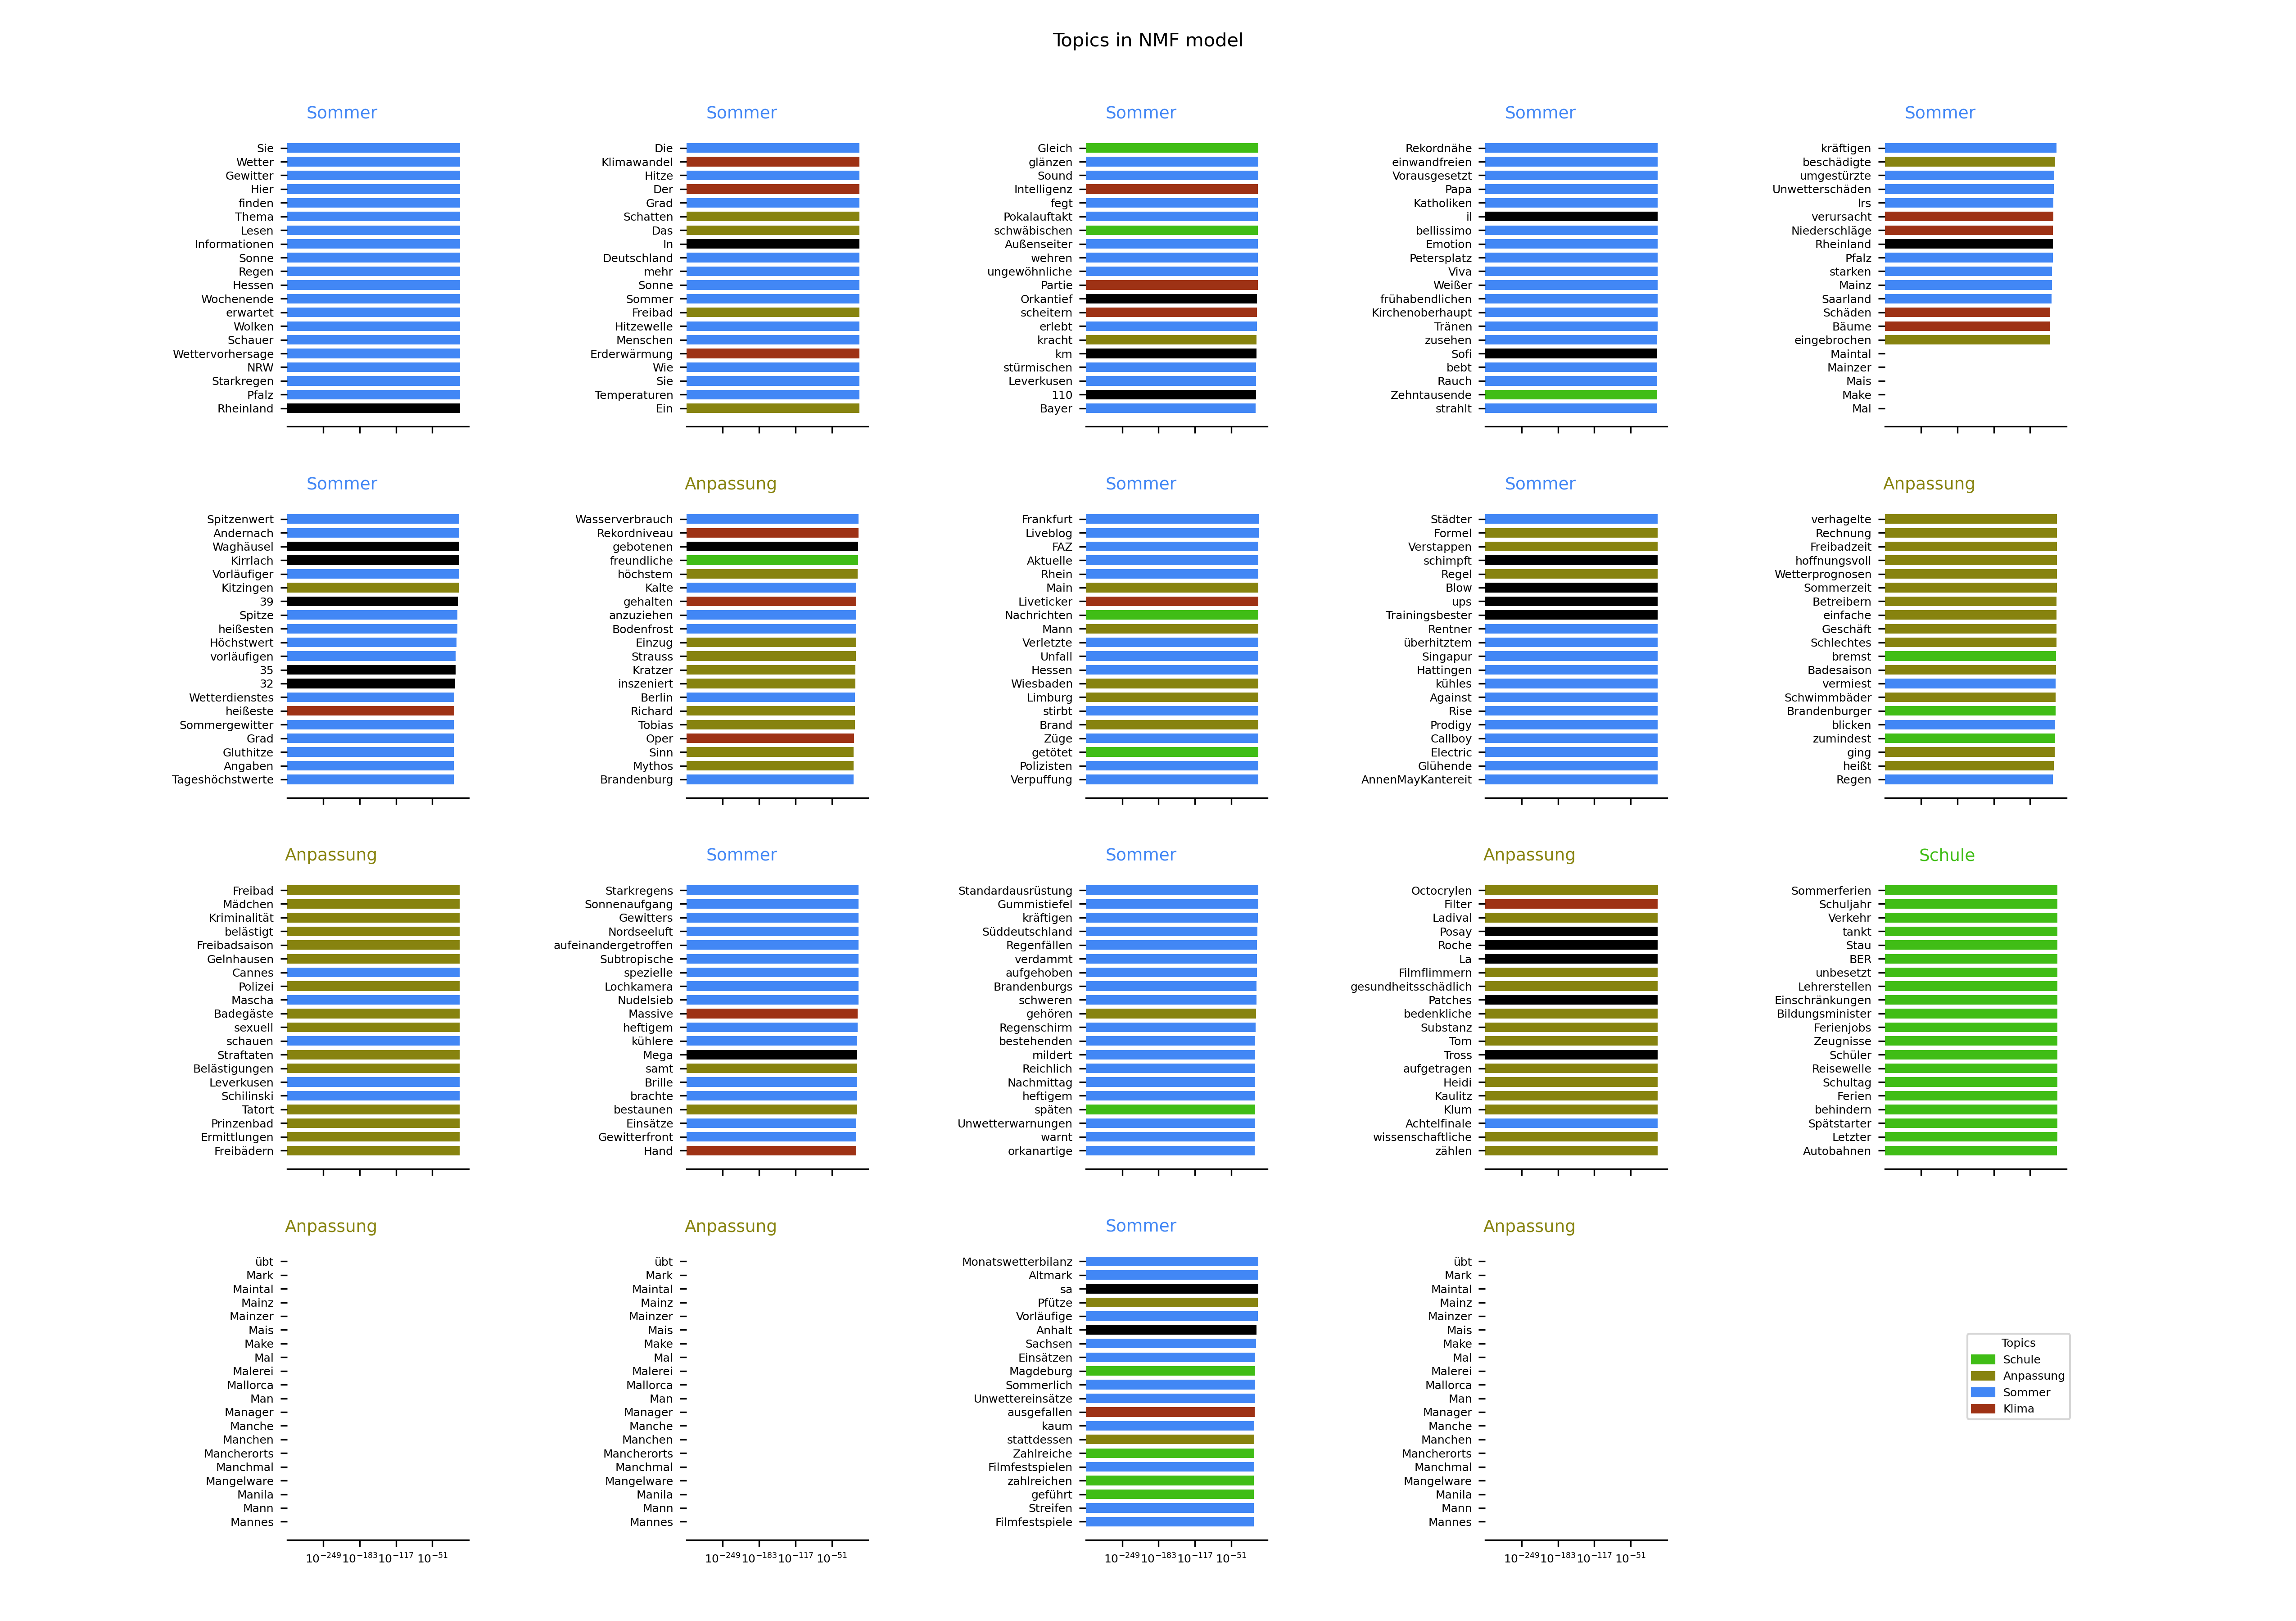 Topics in NMF model
Sommer
Sie
Wetter
Gewitter
Hier
finden
Thema
Lesen
Informationen
Sonne
Regen
Hessen
Wochenende
erwartet
Wolken
Schauer
Wettervorhersage
NRW
Starkregen
Pfalz
Rheinland
Sommer
Die
Klimawandel
Hitze
Der
Grad
Schatten
Das
In
Deutschland
mehr
Sonne
Sommer
Freibad
Hitzewelle
Menschen
Erderwärmung
Wie
Sie
Temperaturen
Ein
Sommer
Gleich
glänzen
Sound
Intelligenz
fegt
Pokalauftakt
schwäbischen
Außenseiter
wehren
ungewöhnliche
Partie
Orkantief
scheitern
erlebt
kracht
km
stürmischen
Leverkusen
110
Bayer
Sommer
Rekordnähe
einwandfreien
Vorausgesetzt
Papa
Katholiken
il
bellissimo
Emotion
Petersplatz
Viva
Weißer
frühabendlichen
Kirchenoberhaupt
Tränen
zusehen
Sofi
bebt
Rauch
Zehntausende
strahlt
Sommer
kräftigen
beschädigte
umgestürzte
Unwetterschäden
lrs
verursacht
Niederschläge
Rheinland
Pfalz
starken
Mainz
Saarland
Schäden
Bäume
eingebrochen
Maintal
Mainzer
Mais
Make
Mal
Sommer
Spitzenwert
Andernach
Waghäusel
Kirrlach
Vorläufiger
Kitzingen
39
Spitze
heißesten
Höchstwert
vorläufigen
35
32
Wetterdienstes
heißeste
Sommergewitter
Grad
Gluthitze
Angaben
Tageshöchstwerte
Anpassung
Wasserverbrauch
Rekordniveau
gebotenen
freundliche
höchstem
Kalte
gehalten
anzuziehen
Bodenfrost
Einzug
Strauss
Kratzer
inszeniert
Berlin
Richard
Tobias
Oper
Sinn
Mythos
Brandenburg
Sommer
Frankfurt
Liveblog
FAZ
Aktuelle
Rhein
Main
Liveticker
Nachrichten
Mann
Verletzte
Unfall
Hessen
Wiesbaden
Limburg
stirbt
Brand
Züge
getötet
Polizisten
Verpuffung
Sommer
Städter
Formel
Verstappen
schimpft
Regel
Blow
ups
Trainingsbester
Rentner
überhitztem
Singapur
Hattingen
kühles
Against
Rise
Prodigy
Callboy
Electric
Glühende
AnnenMayKantereit
Anpassung
verhagelte
Rechnung
Freibadzeit
hoffnungsvoll
Wetterprognosen
Sommerzeit
Betreibern
einfache
Geschäft
Schlechtes
bremst
Badesaison
vermiest
Schwimmbäder
Brandenburger
blicken
zumindest
ging
heißt
Regen
Anpassung
Freibad
Mädchen
Kriminalität
belästigt
Freibadsaison
Gelnhausen
Cannes
Polizei
Mascha
Badegäste
sexuell
schauen
Straftaten
Belästigungen
Leverkusen
Schilinski
Tatort
Prinzenbad
Ermittlungen
Freibädern
Sommer
Starkregens
Sonnenaufgang
Gewitters
Nordseeluft
aufeinandergetroffen
Subtropische
spezielle
Lochkamera
Nudelsieb
Massive
heftigem
kühlere
Mega
samt
Brille
brachte
bestaunen
Einsätze
Gewitterfront
Hand
Sommer
Standardausrüstung
Gummistiefel
kräftigen
Süddeutschland
Regenfällen
verdammt
aufgehoben
Brandenburgs
schweren
gehören
Regenschirm
bestehenden
mildert
Reichlich
Nachmittag
heftigem
späten
Unwetterwarnungen
warnt
orkanartige
Anpassung
Octocrylen
Filter
Ladival
Posay
Roche
La
Filmflimmern
gesundheitsschädlich
Patches
bedenkliche
Substanz
Tom
Tross
aufgetragen
Heidi
Kaulitz
Klum
Achtelfinale
wissenschaftliche
zählen
Schule
Sommerferien
Schuljahr
Verkehr
tankt
Stau
BER
unbesetzt
Lehrerstellen
Einschränkungen
Bildungsminister
Ferienjobs
Zeugnisse
Schüler
Reisewelle
Schultag
Ferien
behindern
Spätstarter
Letzter
Autobahnen
Anpassung
übt
Mark
Maintal
Mainz
Mainzer
Mais
Make
Mal
Malerei
Mallorca
Man
Manager
Manche
Manchen
Mancherorts
Manchmal
Mangelware
Manila
Mann
Mannes
10⁻²⁴⁹ 10⁻¹⁸³ 10⁻¹¹⁷ 10⁻⁵¹
Anpassung
übt
Mark
Maintal
Mainz
Mainzer
Mais
Make
Mal
Malerei
Mallorca
Man
Manager
Manche
Manchen
Mancherorts
Manchmal
Mangelware
Manila
Mann
Mannes
10⁻²⁴⁹ 10⁻¹⁸³ 10⁻¹¹⁷ 10⁻⁵¹
Sommer
Monatswetterbilanz
Altmark
sa
Pfütze
Vorläufige
Anhalt
Sachsen
Einsätzen
Magdeburg
Sommerlich
Unwettereinsätze
ausgefallen
kaum
stattdessen
Zahlreiche
Filmfestspielen
zahlreichen
geführt
Streifen
Filmfestspiele
10⁻²⁴⁹ 10⁻¹⁸³ 10⁻¹¹⁷ 10⁻⁵¹
Anpassung
übt
Mark
Maintal
Mainz
Mainzer
Mais
Make
Mal
Malerei
Mallorca
Man
Manager
Manche
Manchen
Mancherorts
Manchmal
Mangelware
Manila
Mann
Mannes
10⁻²⁴⁹ 10⁻¹⁸³ 10⁻¹¹⁷ 10⁻⁵¹
Topics
Schule
Anpassung
Sommer
Klima